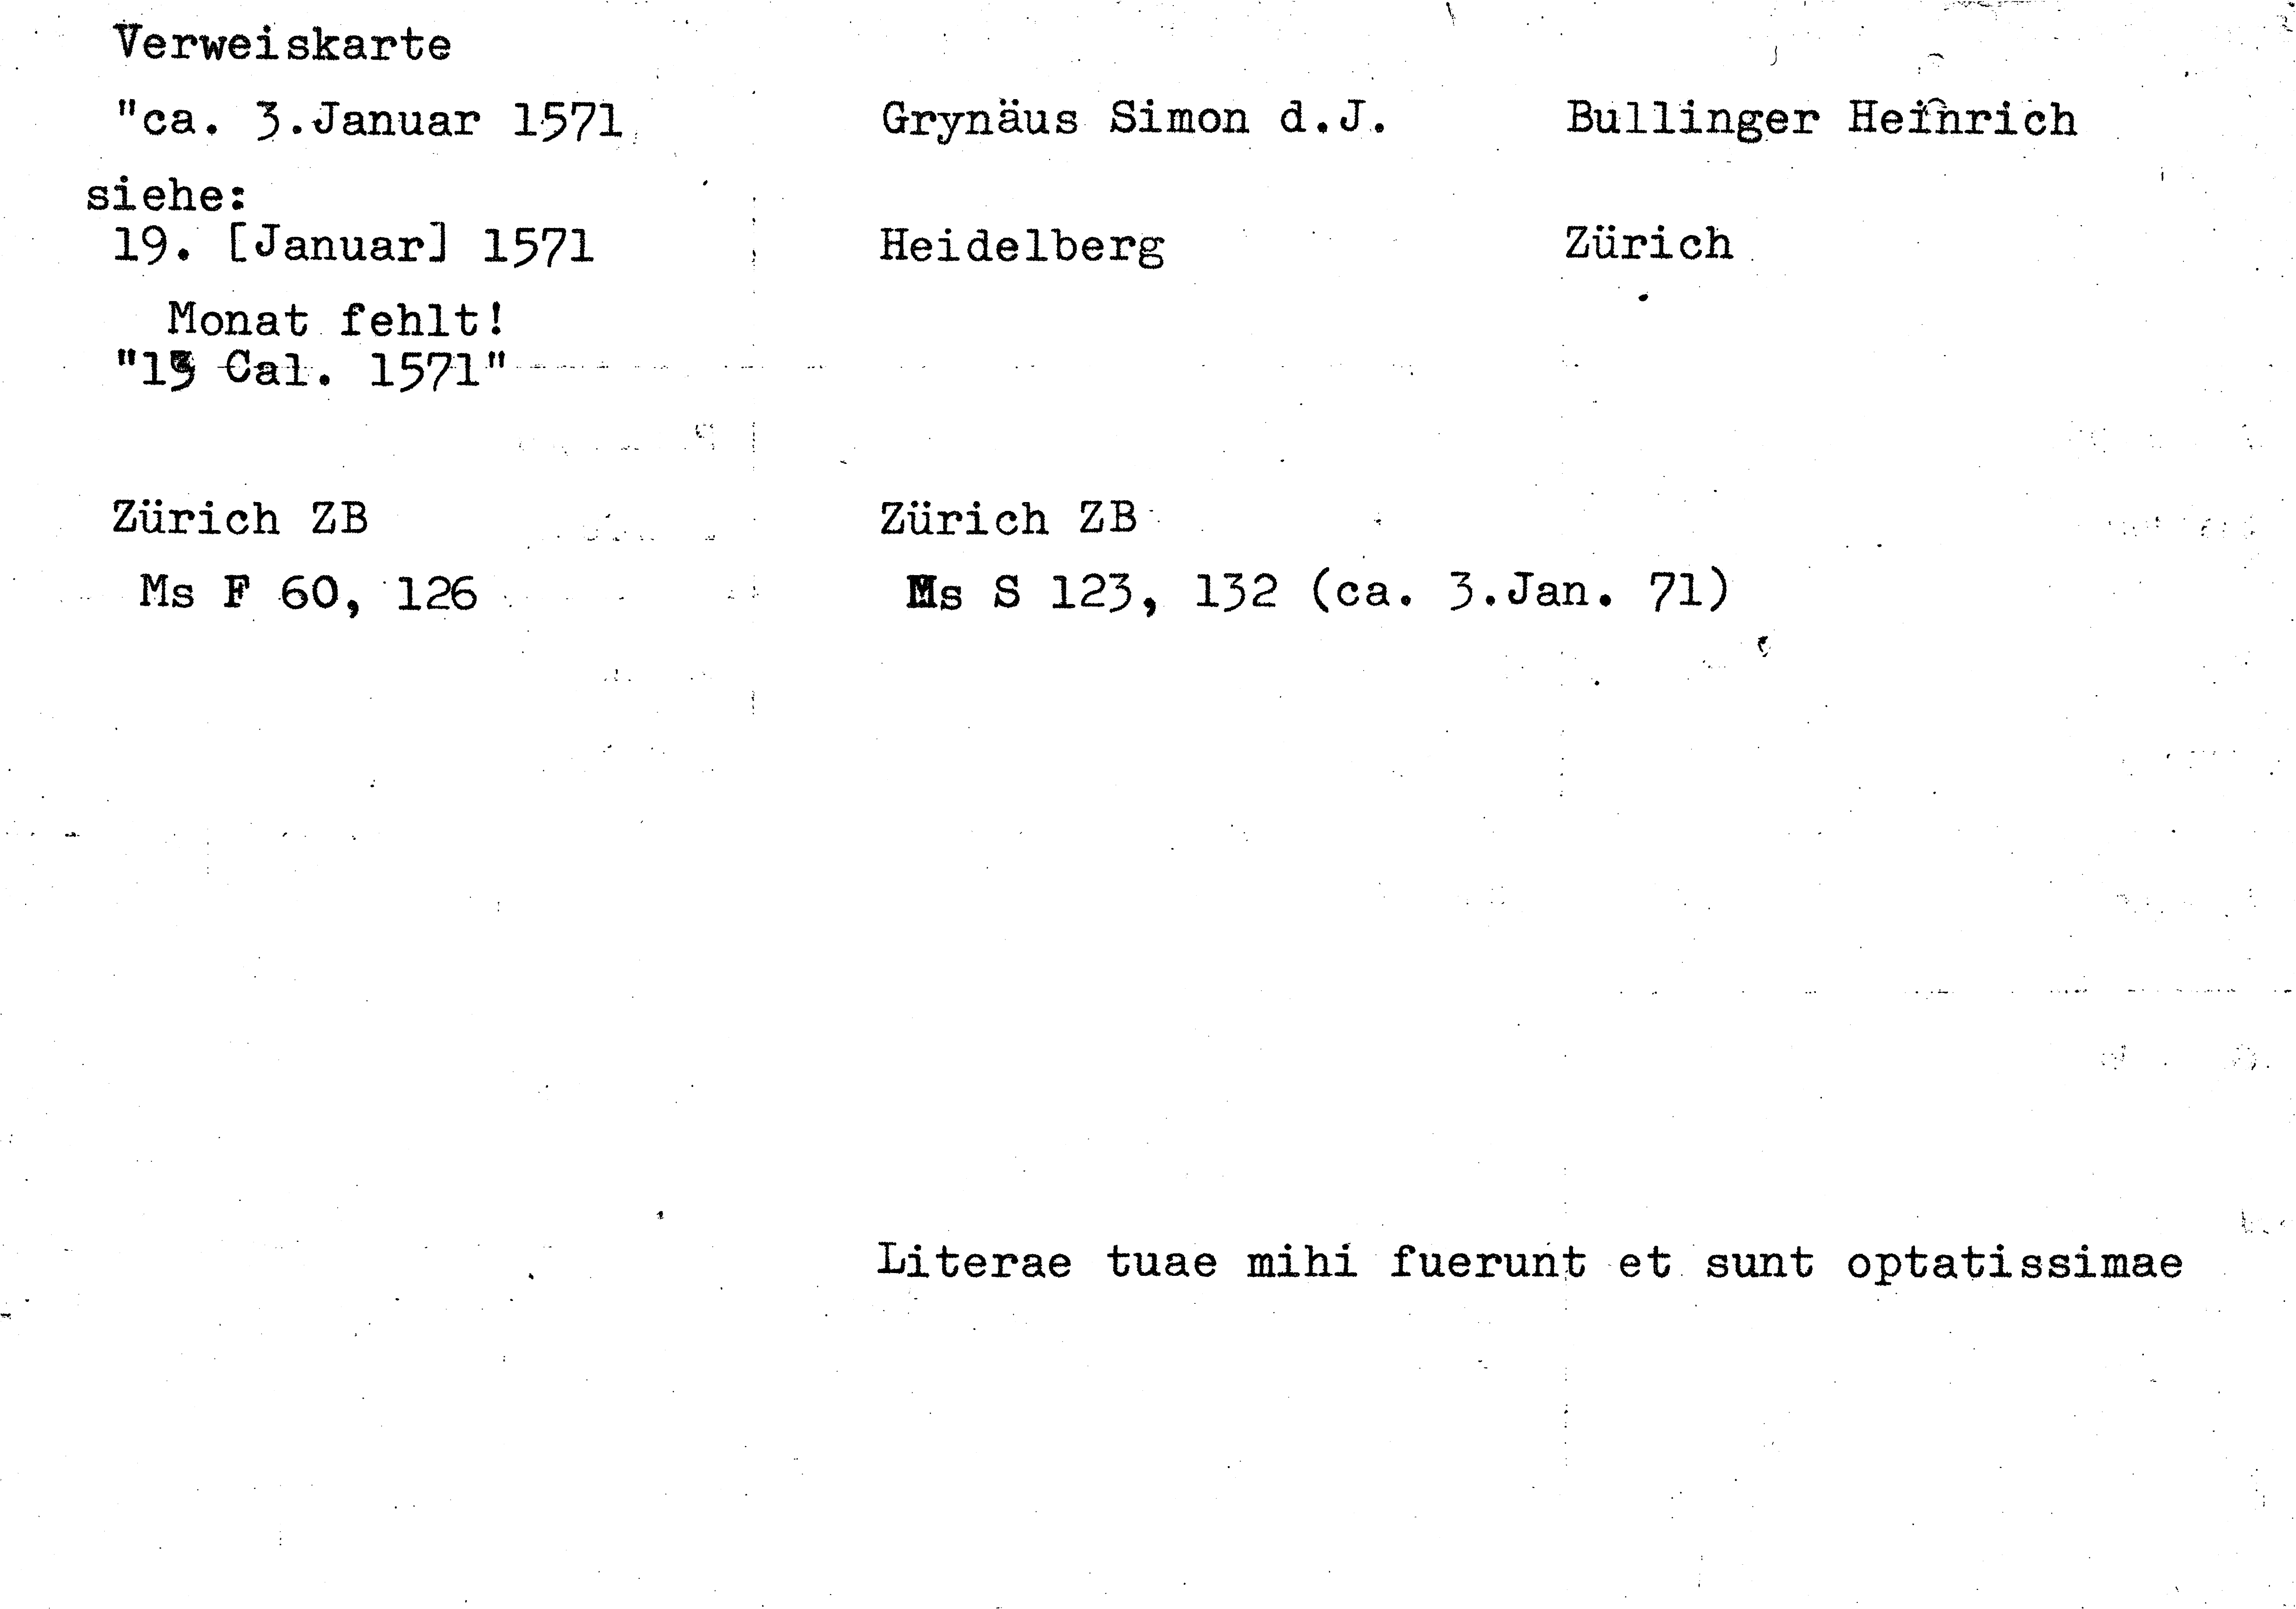 Verweiskarte
"ca. 3.Januar 1571 Grynäus Simon d.J. Bullinger Heinrich
siehe:
19. [Januar] 1571 Heidelberg Zürich
Monat fehlt!
Cal. 1571"
Zürich ZB Zürich ZB
Ms F 60, 126 Ms S 123, 132 (ca. 3.Jan. 71)
Literae tuae mihi fuerunt et sunt optatissimae